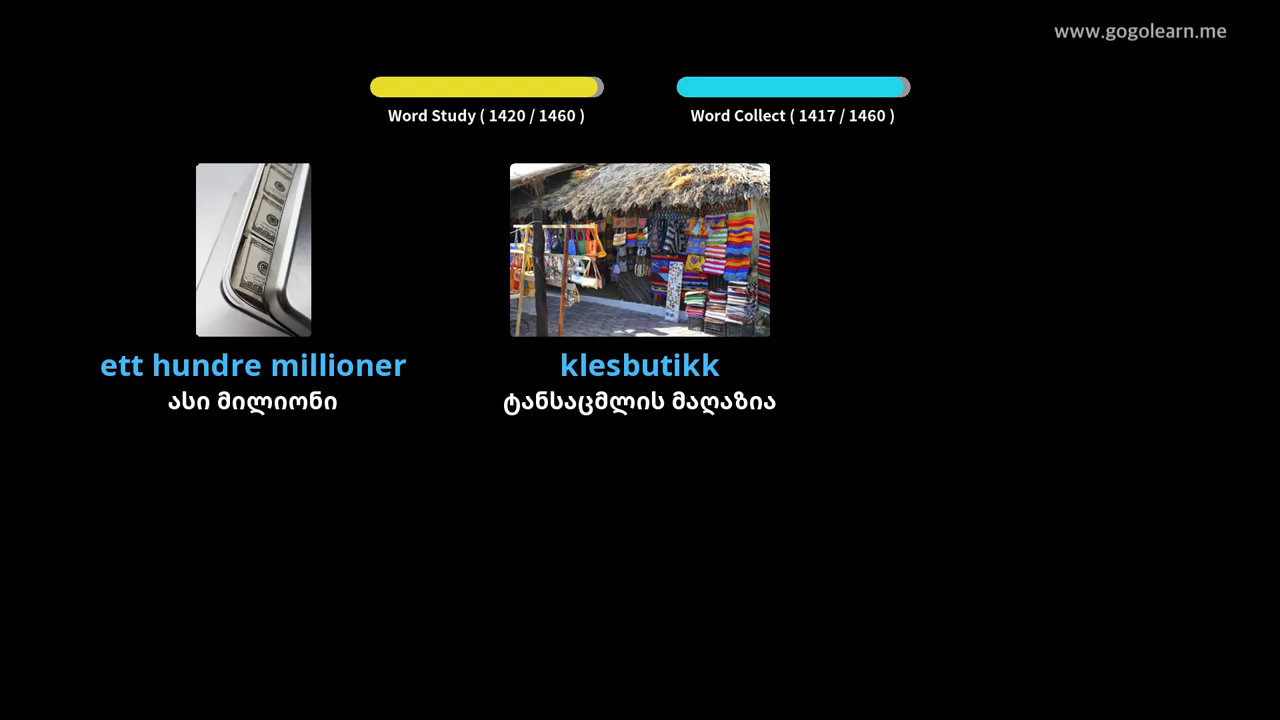 www.gogolearn.me
Word Study ( 1420 / 1460 )
Word Collect ( 1417 / 1460 )
ett hundre millioner
ასი მილიონი
klesbutikk
ტანსაცმლის მაღაზია